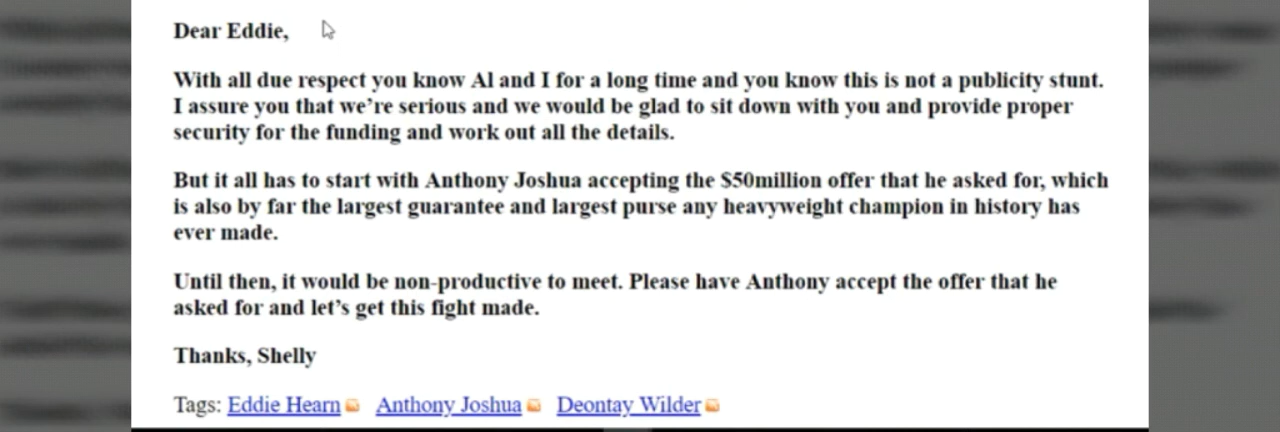 Dear Eddie,
With all due respect you know Al and I for a long time and you know this is not a publicity stunt.
I assure you that we’re serious and we would be glad to sit down with you and provide proper
security for the funding and work out all the details.
But it all has to start with Anthony Joshua accepting the $50million offer that he asked for, which
is also by far the largest guarantee and largest purse any heavyweight champion in history has
ever made.
Until then, it would be non-productive to meet. Please have Anthony accept the offer that he
asked for and let’s get this fight made.
Thanks, Shelly
Tags: Eddie Hearn Anthony Joshua Deontay Wilder